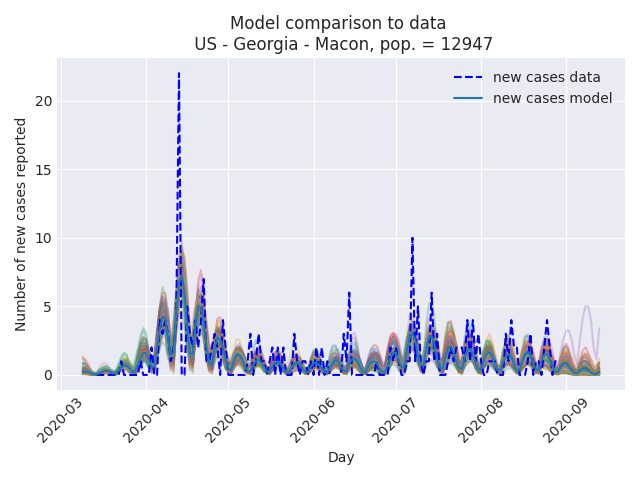 Model comparison to data
US - Georgia - Macon, pop. = 12947
new cases data
new cases model
Number of new cases reported
20
15
10
5
0
2020-03
2020-04
2020-05
2020-06
2020-07
2020-08
2020-09
Day